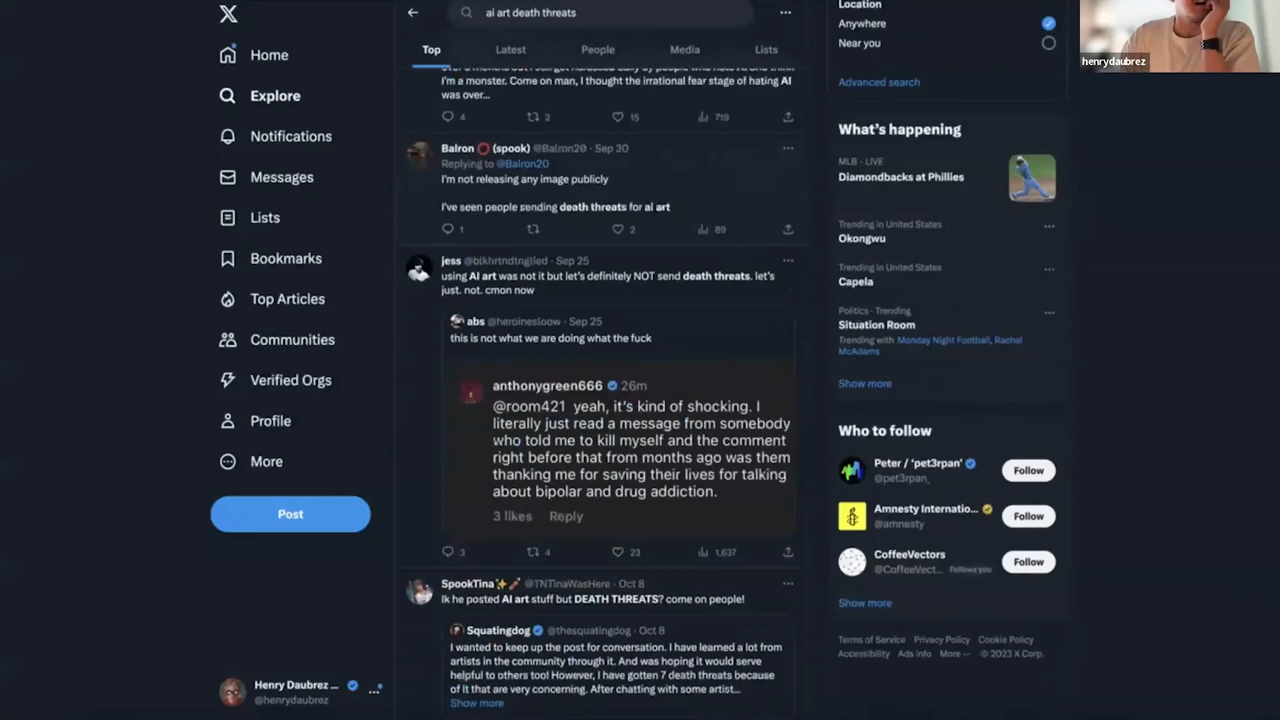 Home
Explore
Notifications
Messages
Lists
Bookmarks
Top Articles
Communities
Verified Orgs
Profile
More
Post
Henry Daubrez ...
@henrydaubrez
ai art death threats
Top Latest People Media Lists
I'm a monster. Come on man, I thought the irrational fear stage of hating AI
was over...
4 2 15 719
Balron (spook) @Balron20 · Sep 30
Replying to @Balron20
I'm not releasing any image publicly
I've seen people sending death threats for ai art
1 2 89
jess · Sep 25
using AI art was not it but let's definitely NOT send death threats. let's
just. not. cmon now
abs @heroinesloow · Sep 25
this is not what we are doing what the fuck
anthonygreen666 26m
@room421 yeah, it's kind of shocking. I
literally just read a message from somebody
who told me to kill myself and the comment
right before that from months ago was them
thanking me for saving their lives for talking
about bipolar and drug addiction.
3 likes Reply
3 4 23 1,637
SpookTina @TNTinaWasHere · Oct 8
Ik he posted AI art stuff but DEATH THREATS? come on people!
Squatingdog @thesquatingdog · Oct 8
I wanted to keep up the post for conversation. I have learned a lot from
artists in the community through it. And was hoping it would serve
helpful to others too! However, I have gotten 7 death threats because
of it that are very concerning. After chatting with some artist...
Show more
Location
Anywhere
Near you
Advanced search
What's happening
MLB · LIVE
Diamondbacks at Phillies
Trending in United States
Okongwu
Trending in United States
Capela
Politics · Trending
Situation Room
Trending with Monday Night Football, Rachel
McAdams
Show more
Who to follow
Peter / 'pet3rpan'
@pet3rpan_
Follow
Amnesty Internatio...
@amnesty
Follow
CoffeeVectors
@CoffeeVect... Follows you
Follow
Show more
Terms of Service Privacy Policy Cookie Policy
Accessibility Ads info More ... © 2023 X Corp.
henrydaubrez